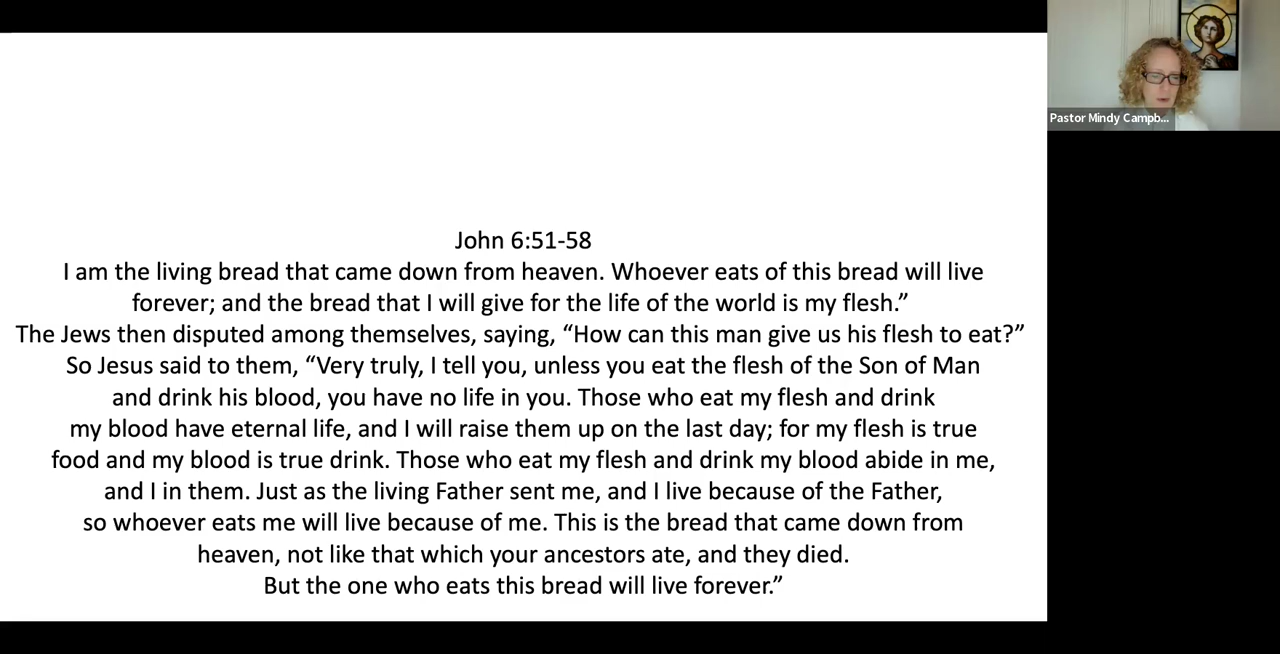 John 6:51-58
I am the living bread that came down from heaven. Whoever eats of this bread will live
forever; and the bread that I will give for the life of the world is my flesh.”
The Jews then disputed among themselves, saying, “How can this man give us his flesh to eat?”
So Jesus said to them, “Very truly, I tell you, unless you eat the flesh of the Son of Man
and drink his blood, you have no life in you. Those who eat my flesh and drink
my blood have eternal life, and I will raise them up on the last day; for my flesh is true
food and my blood is true drink. Those who eat my flesh and drink my blood abide in me,
and I in them. Just as the living Father sent me, and I live because of the Father,
so whoever eats me will live because of me. This is the bread that came down from
heaven, not like that which your ancestors ate, and they died.
But the one who eats this bread will live forever.”
Pastor Mindy Campb...